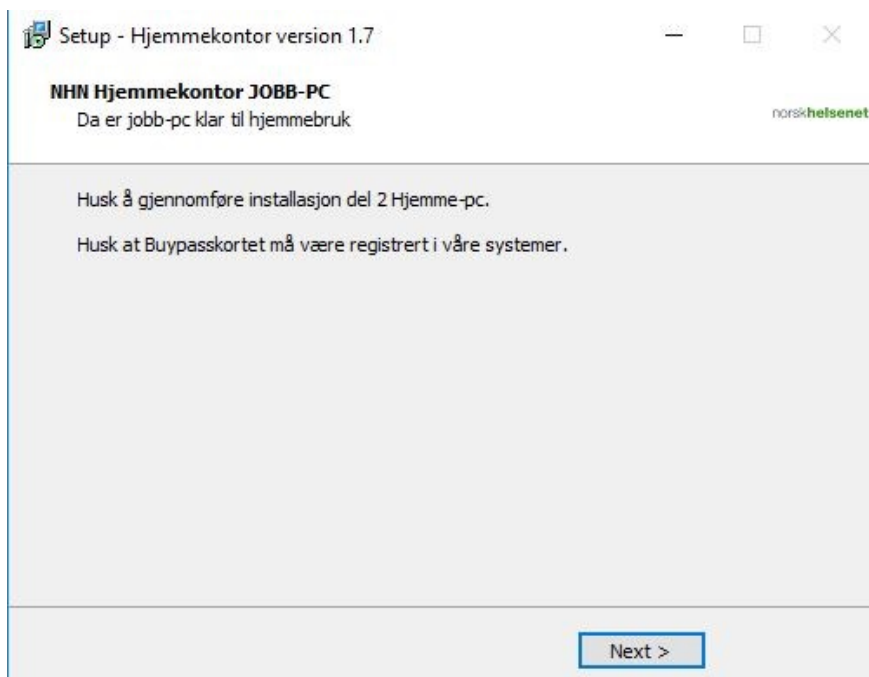 Setup - Hjemmekontor version 1.7
NHN Hjemmekontor JOBB-PC
Da er jobb-pc klar til hjemmebruk
norskhelsenet
Husk å gjennomføre installasjon del 2 Hjemme-pc.
Husk at Buypasskortet må være registrert i våre systemer.
Next >